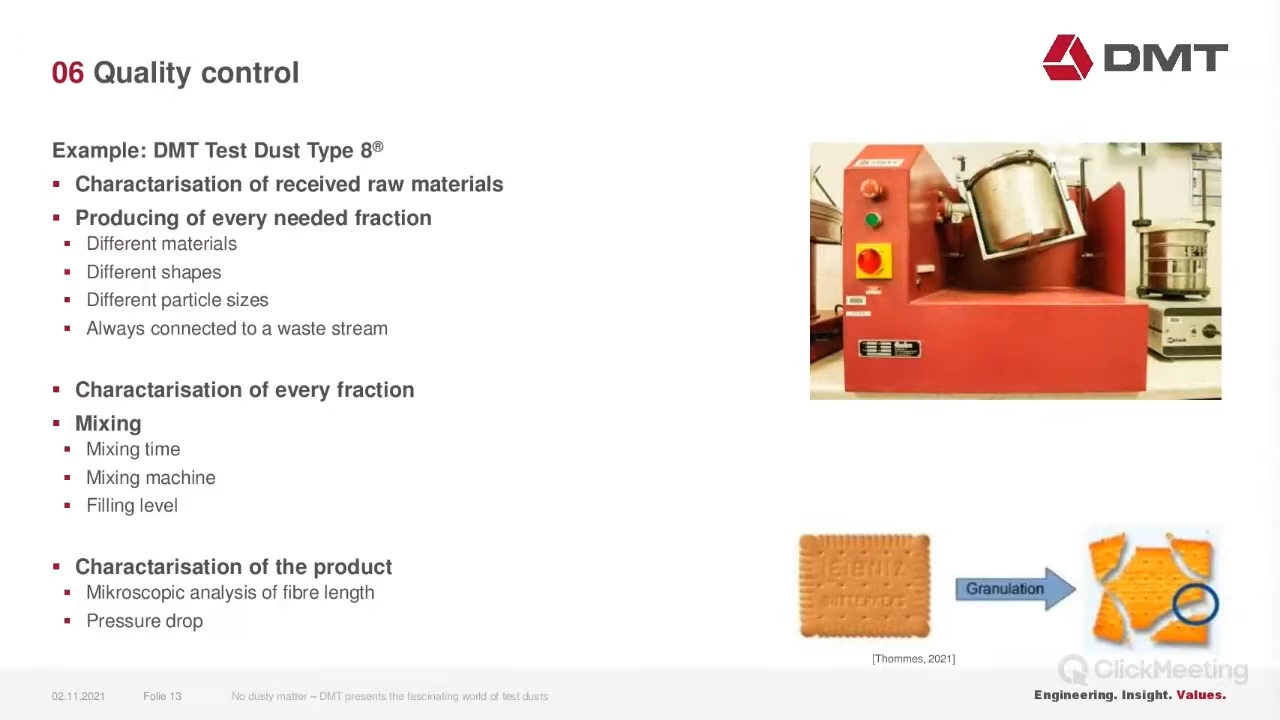 06 Quality control
DMT
Example: DMT Test Dust Type 8®
Charactarisation of received raw materials
Producing of every needed fraction
Different materials
Different shapes
Different particle sizes
Always connected to a waste stream
Charactarisation of every fraction
Mixing
Mixing time
Mixing machine
Filling level
Charactarisation of the product
Mikroscopic analysis of fibre length
Pressure drop
LEIBNIZ
Granulation
[Thommes, 2021]
ClickMeeting
02.11.2021
Folie 13
No dusty matter – DMT presents the fascinating world of test dusts
Engineering. Insight. Values.